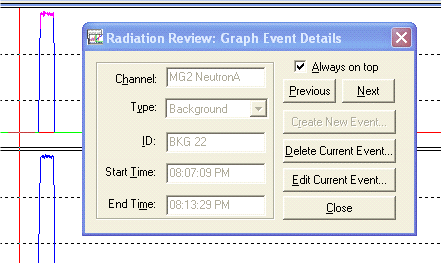 Radiation Review: Graph Event Details
Channel: MG2 NeutronA
Always on top
Previous Next
Type: Background
Create New Event...
ID: BKG 22
Delete Current Event...
Start Time: 08:07:09 PM
Edit Current Event...
End Time: 08:13:29 PM
Close